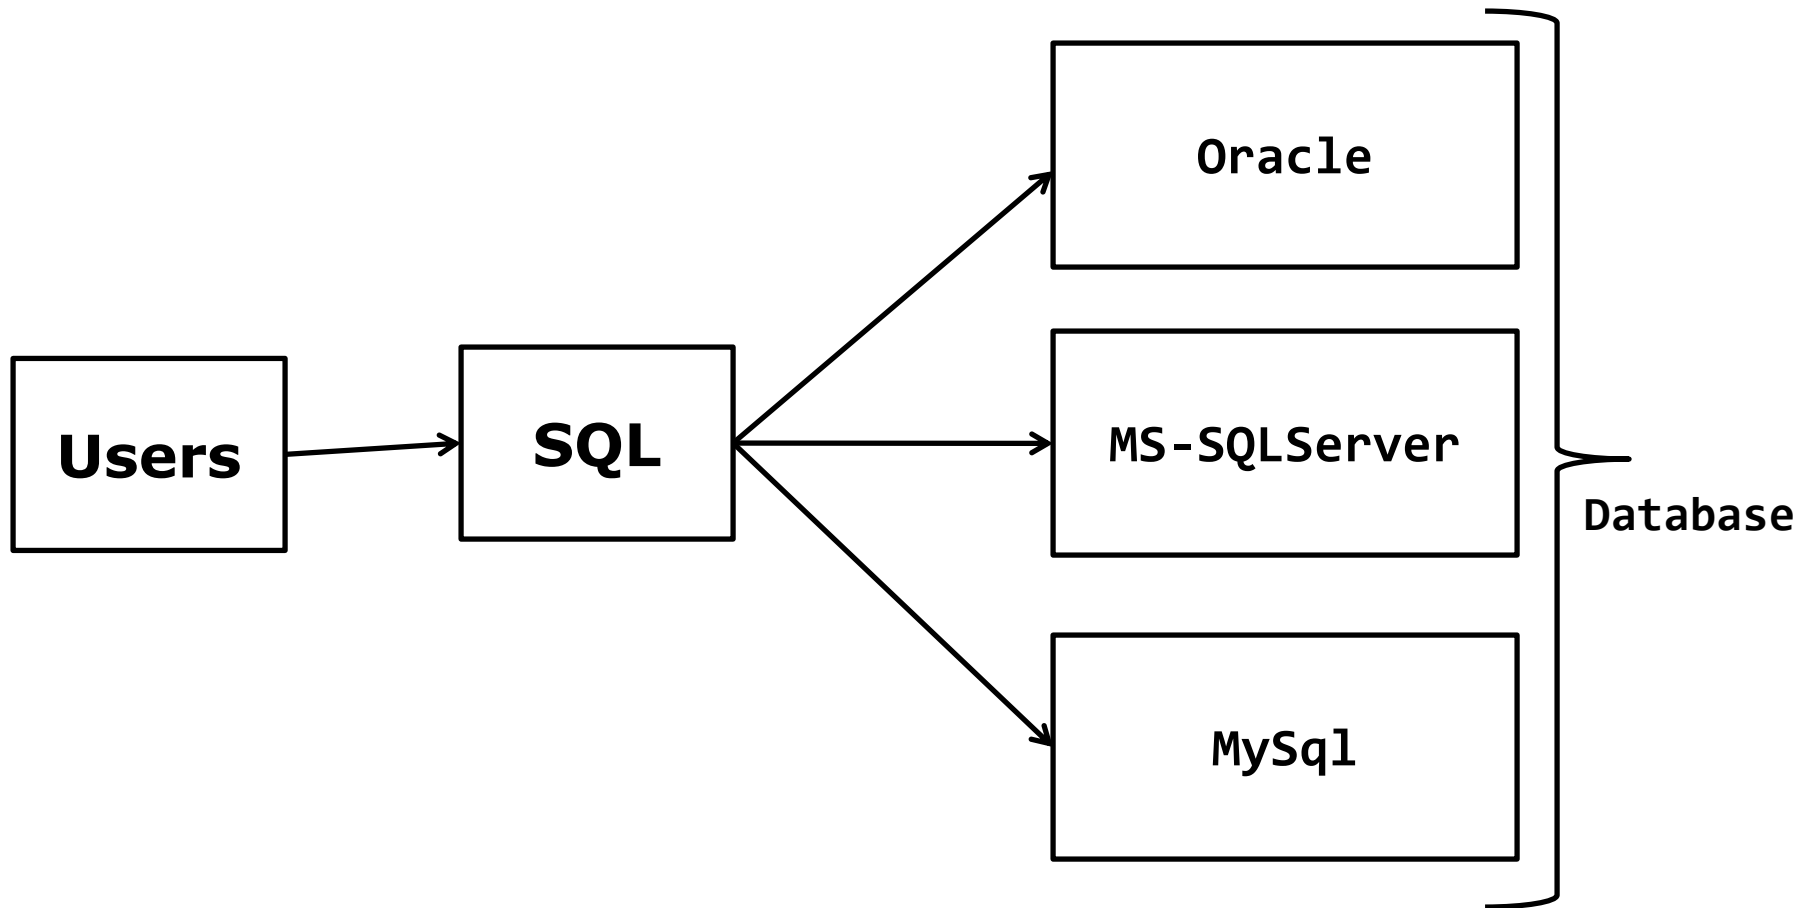 Users
SQL
Oracle
MS-SQLServer
MySql
Database